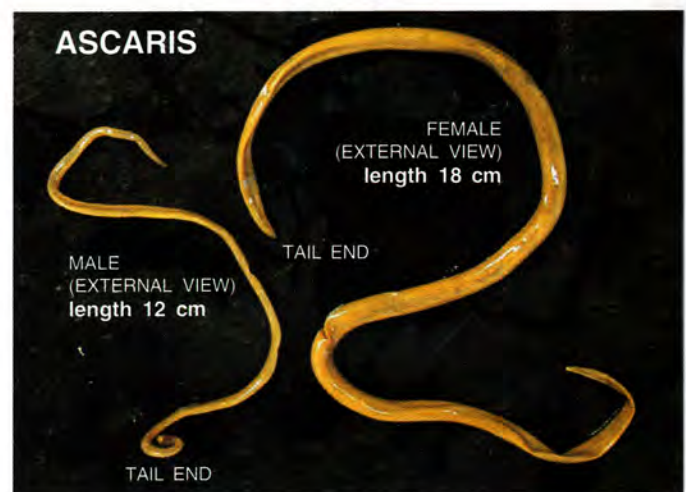 ASCARIS
FEMALE
(EXTERNAL VIEW)
length 18 cm
TAIL END
MALE
(EXTERNAL VIEW)
length 12 cm
TAIL END